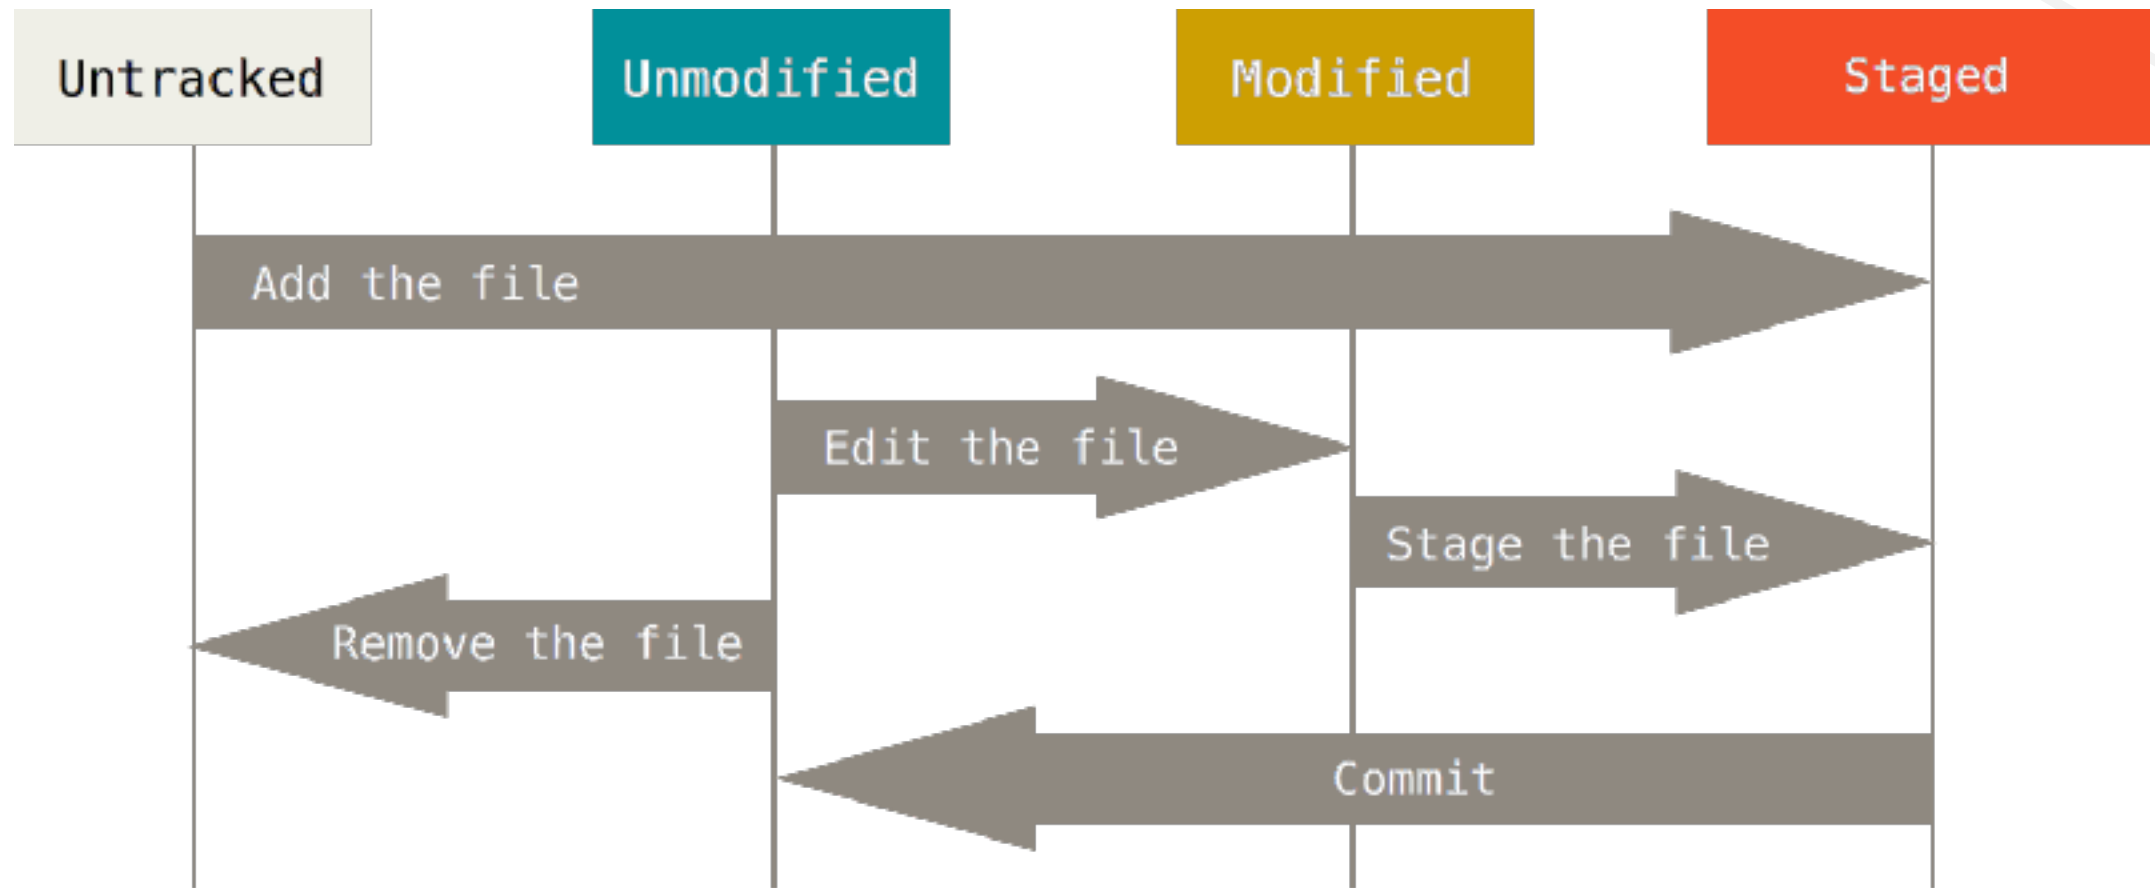 Untracked
Unmodified
Modified
Staged
Add the file
Edit the file
Stage the file
Remove the file
Commit